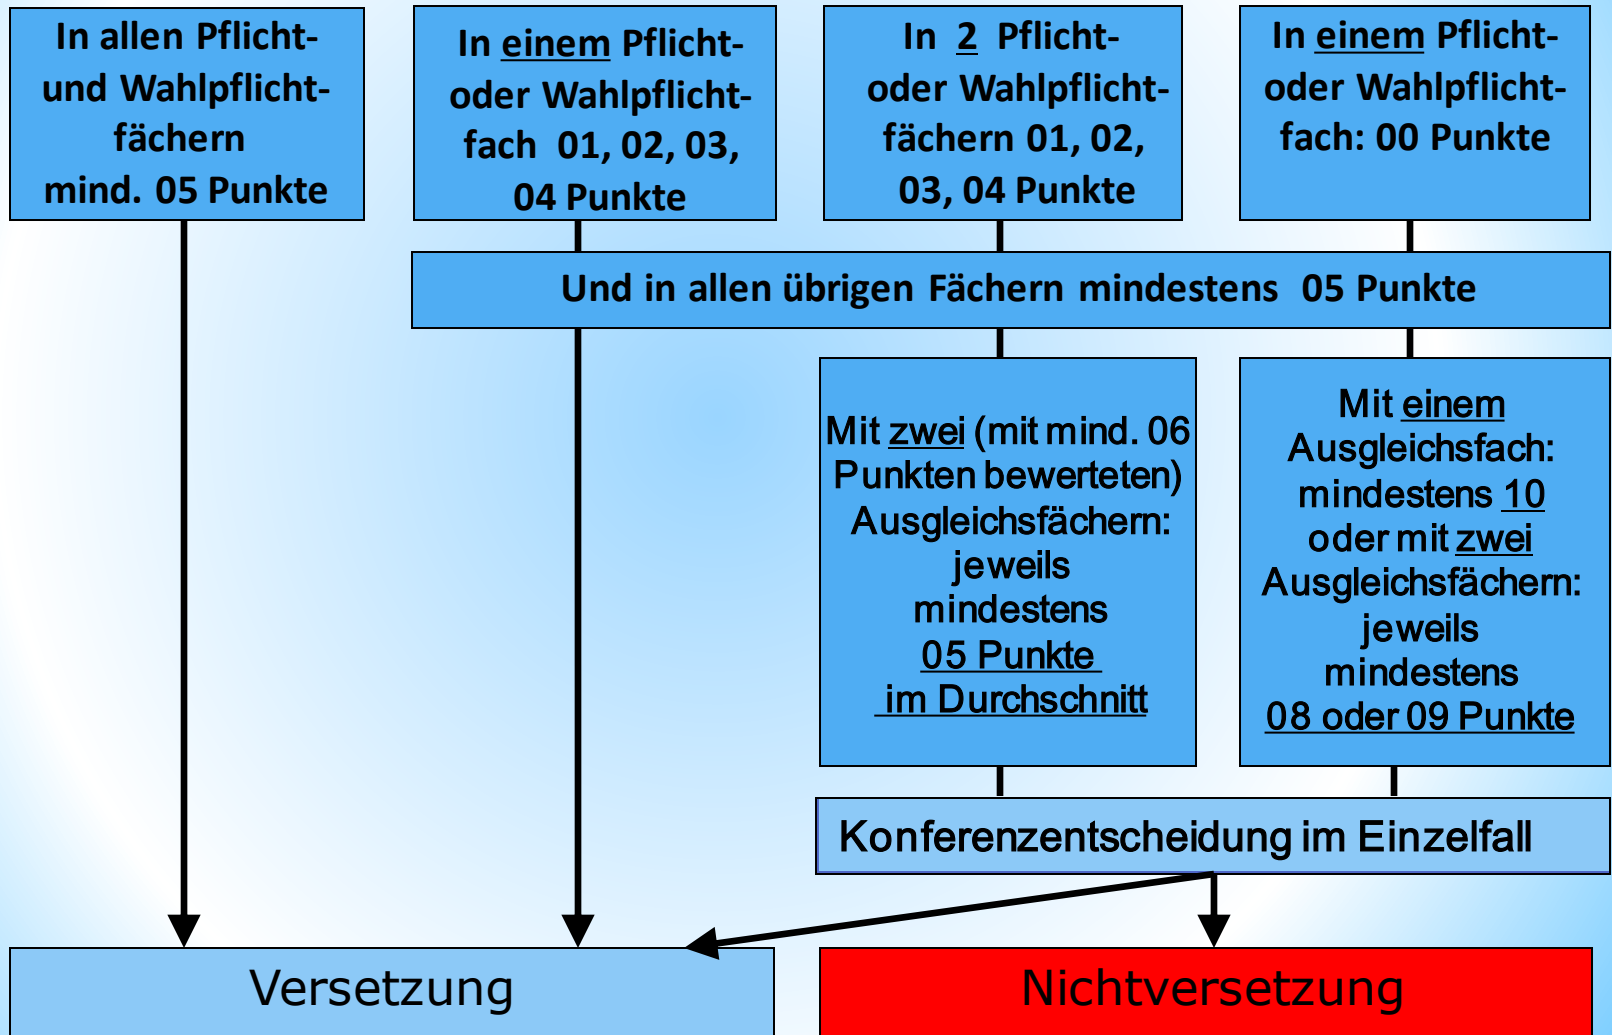 In allen Pflicht-
und Wahlpflicht-
fächern
mind. 05 Punkte
In einem Pflicht-
oder Wahlpflicht-
fach 01, 02, 03,
04 Punkte
In 2 Pflicht-
oder Wahlpflicht-
fächern 01, 02,
03, 04 Punkte
In einem Pflicht-
oder Wahlpflicht-
fach: 00 Punkte
Und in allen übrigen Fächern mindestens 05 Punkte
Mit zwei (mit mind. 06
Punkten bewerteten)
Ausgleichsfächern:
jeweils
mindestens
05 Punkte
im Durchschnitt
Mit einem
Ausgleichsfach:
mindestens 10
oder mit zwei
Ausgleichsfächern:
jeweils
mindestens
08 oder 09 Punkte
Konferenzentscheidung im Einzelfall
Versetzung
Nichtversetzung